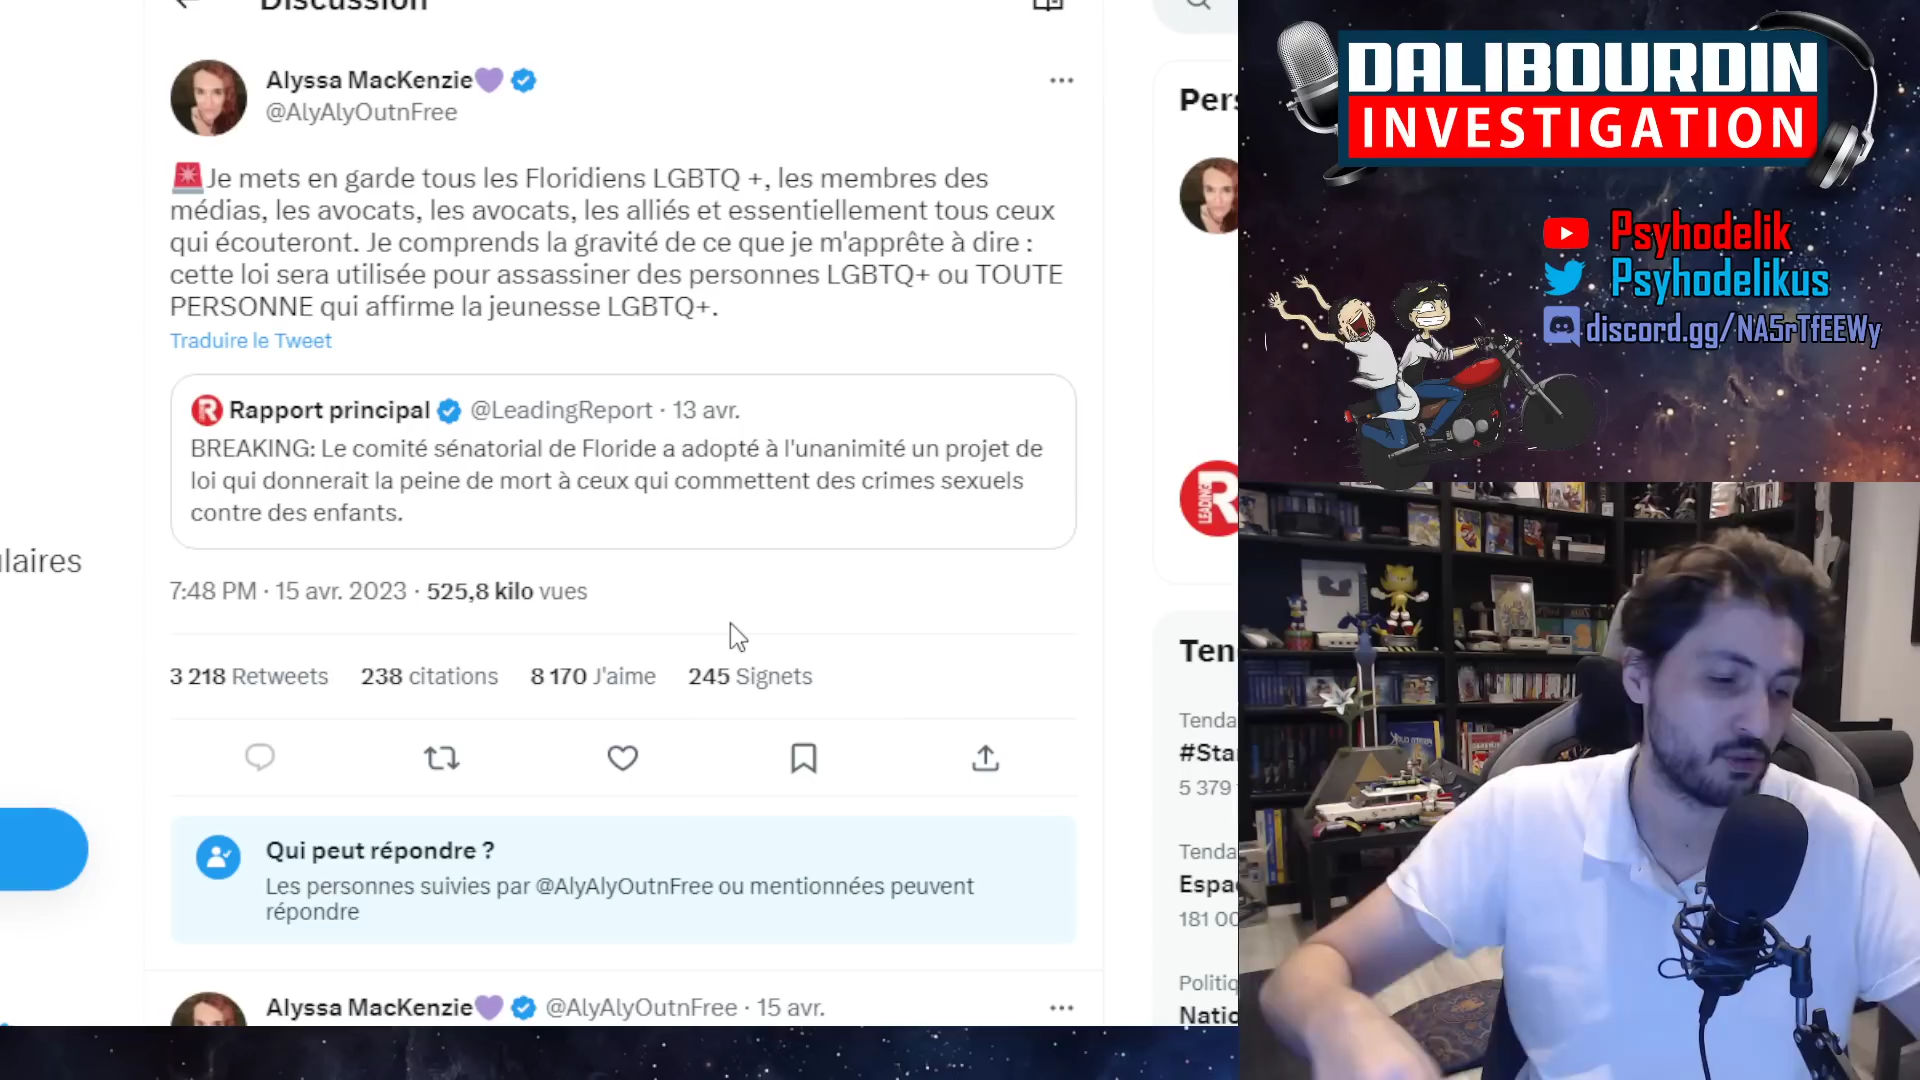 Discussion
Alyssa MacKenzie
@AlyAlyOutnFree
Je mets en garde tous les Floridiens LGBTQ +, les membres des
médias, les avocats, les avocats, les alliés et essentiellement tous ceux
qui écouteront. Je comprends la gravité de ce que je m'apprête à dire :
cette loi sera utilisée pour assassiner des personnes LGBTQ+ ou TOUTE
PERSONNE qui affirme la jeunesse LGBTQ+.
Traduire le Tweet
Rapport principal @LeadingReport · 13 avr.
BREAKING: Le comité sénatorial de Floride a adopté à l'unanimité un projet de
loi qui donnerait la peine de mort à ceux qui commettent des crimes sexuels
contre des enfants.
7:48 PM · 15 avr. 2023 · 525,8 kilo vues
3 218 Retweets 238 citations 8 170 J'aime 245 Signets
Qui peut répondre ?
Les personnes suivies par @AlyAlyOutnFree ou mentionnées peuvent
répondre
Alyssa MacKenzie @AlyAlyOutnFree · 15 avr.
laires
Pers
LEADING R
Ten
Tenda
#Sta
5 379
Tenda
Espa
181 00
Politiq
Natio
DALIBOURDIN
INVESTIGATION
Psyhodelik
Psyhodelikus
discord.gg/NA5rTfEEWy